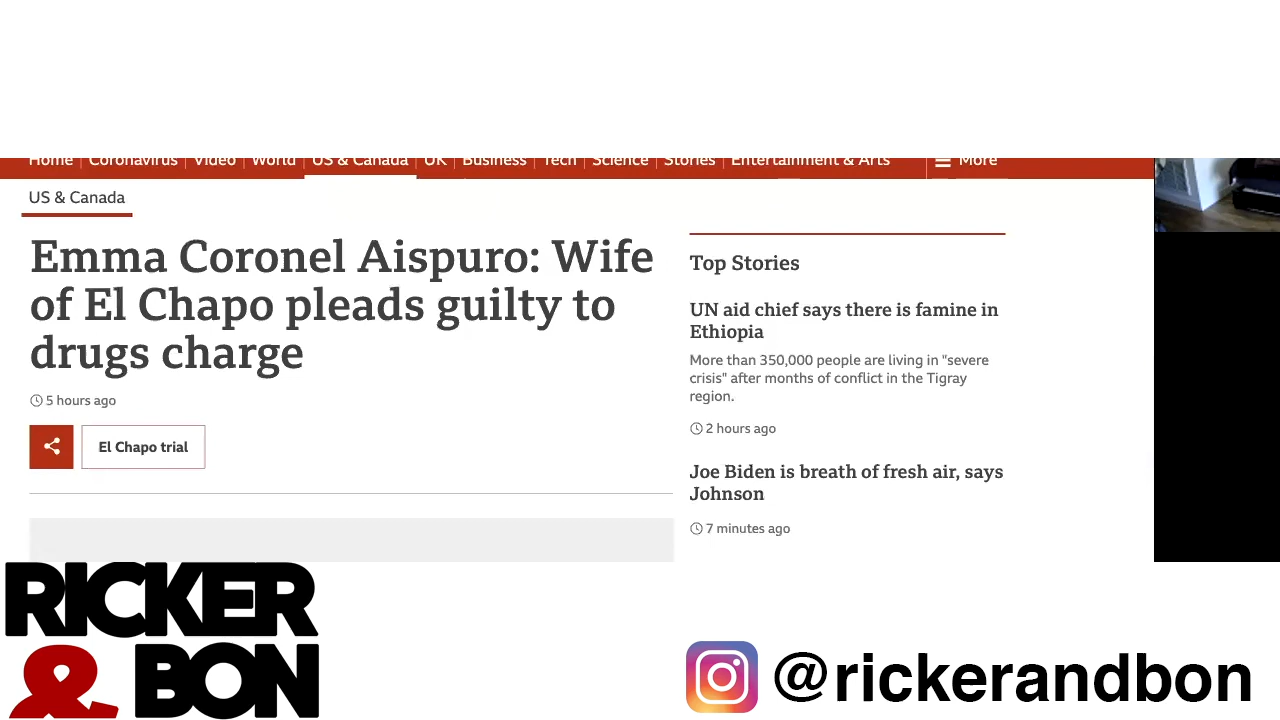 Home Coronavirus Video World US & Canada UK Business Tech Science Stories Entertainment & Arts More
US & Canada
Emma Coronel Aispuro: Wife
of El Chapo pleads guilty to
drugs charge
5 hours ago
El Chapo trial
Top Stories
UN aid chief says there is famine in
Ethiopia
More than 350,000 people are living in "severe
crisis" after months of conflict in the Tigray
region.
2 hours ago
Joe Biden is breath of fresh air, says
Johnson
7 minutes ago
RICKER
& BON
@rickerandbon